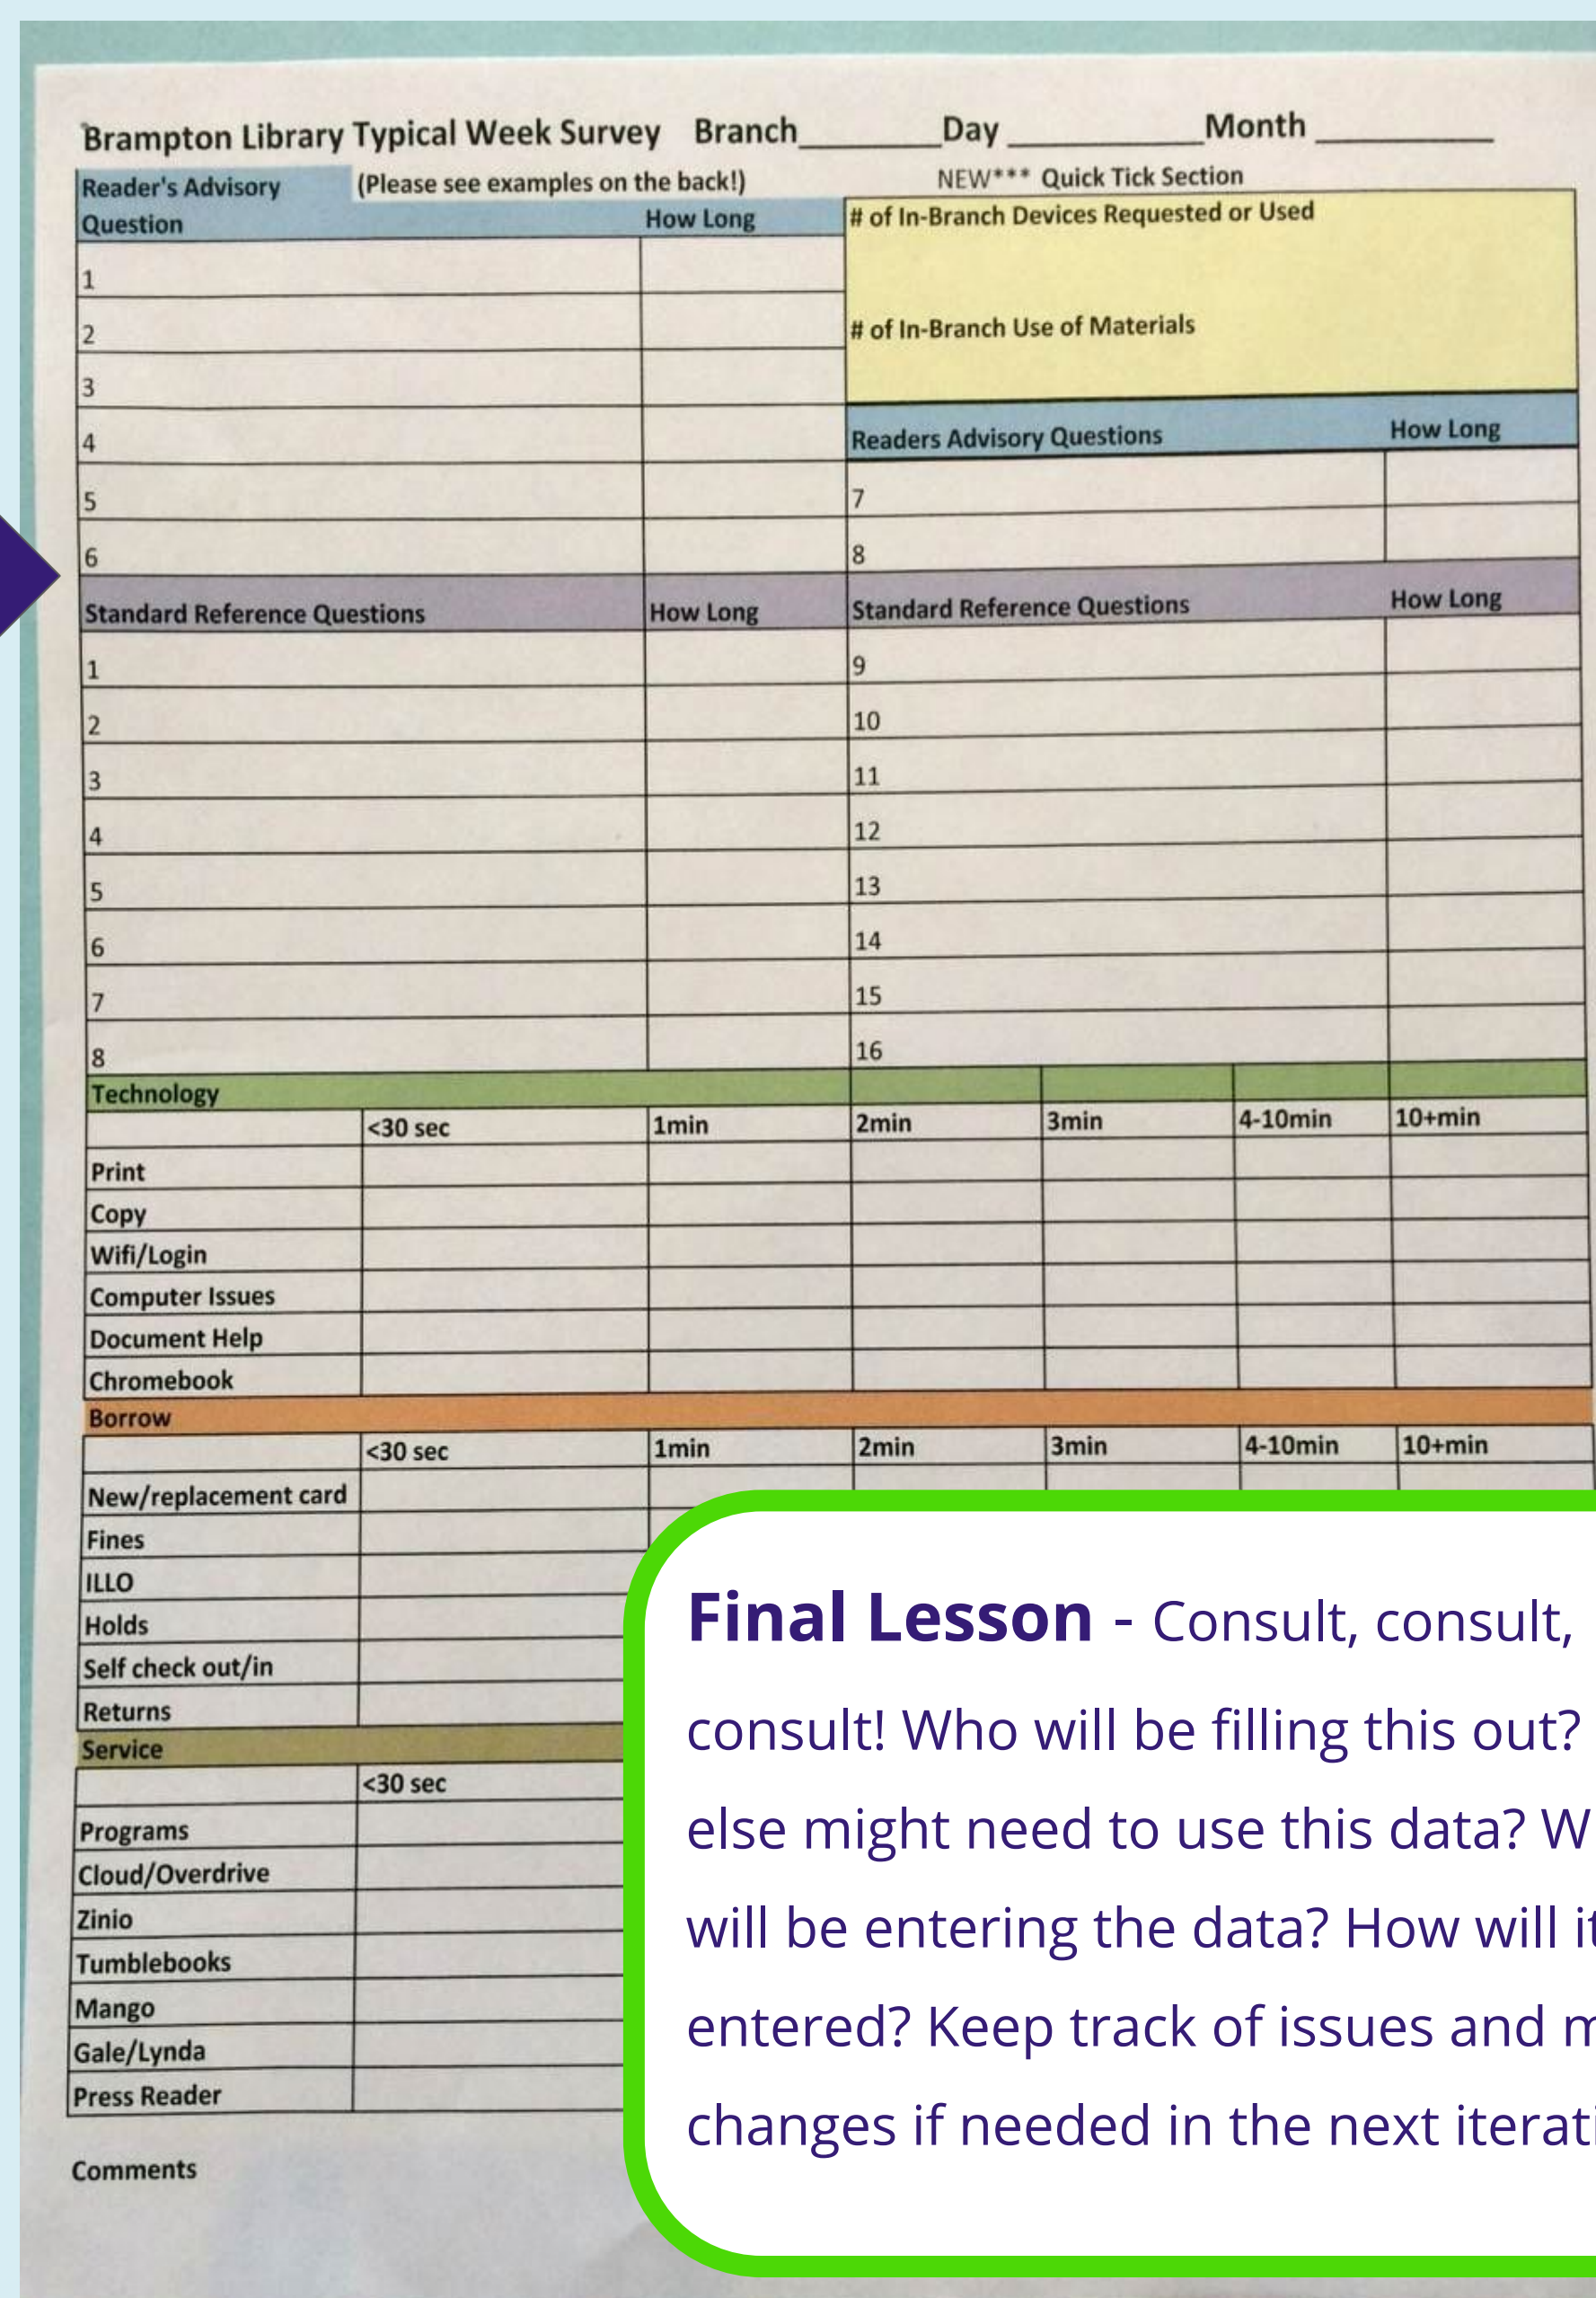 Brampton Library Typical Week Survey Branch________ Day __________ Month _________
Reader's Advisory (Please see examples on the back!)
Question How Long
1
2
3
4
5
6
NEW*** Quick Tick Section
# of In-Branch Devices Requested or Used
# of In-Branch Use of Materials
Readers Advisory Questions How Long
7
8
Standard Reference Questions How Long
1
2
3
4
5
6
7
8
Standard Reference Questions How Long
9
10
11
12
13
14
15
16
Technology
<30 sec 1min 2min 3min 4-10min 10+min
Print
Copy
Wifi/Login
Computer Issues
Document Help
Chromebook
Borrow
<30 sec 1min 2min 3min 4-10min 10+min
New/replacement card
Fines
ILLO
Holds
Self check out/in
Returns
Service
<30 sec
Programs
Cloud/Overdrive
Zinio
Tumblebooks
Mango
Gale/Lynda
Press Reader
Comments
Final Lesson - Consult, consult,
consult! Who will be filling this out?
else might need to use this data?
will be entering the data? How will
entered? Keep track of issues and
changes if needed in the next